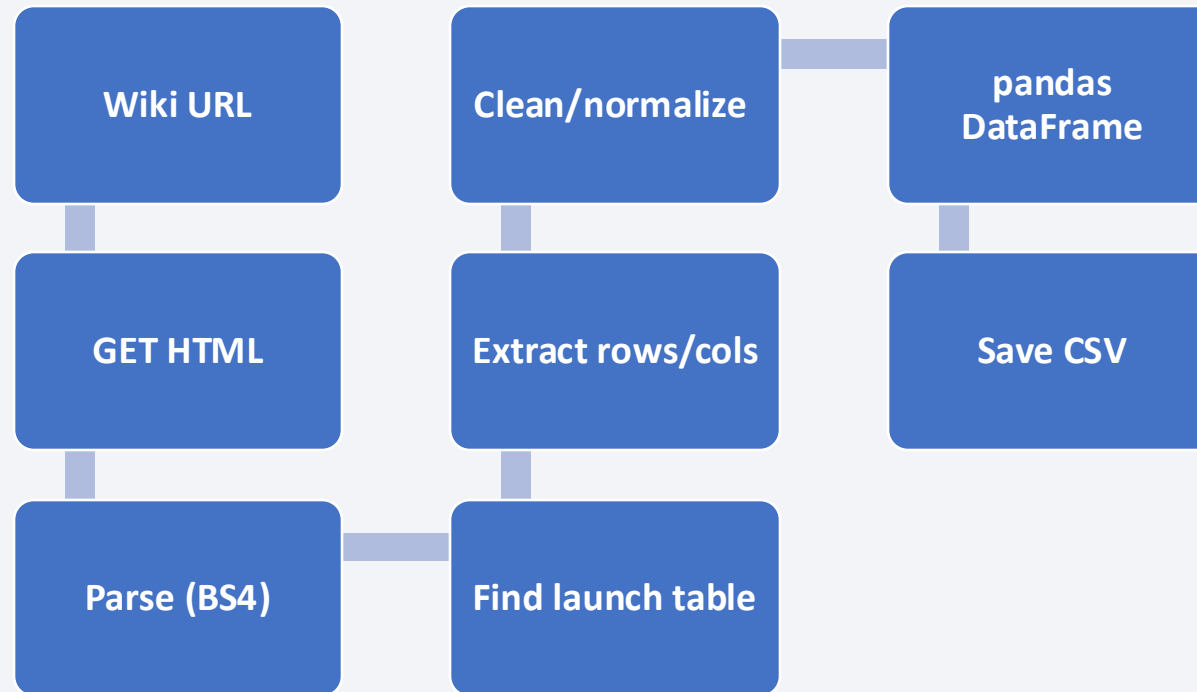 Wiki URL
GET HTML
Parse (BS4)
Find launch table
Extract rows/cols
Clean/normalize
pandas
DataFrame
Save CSV